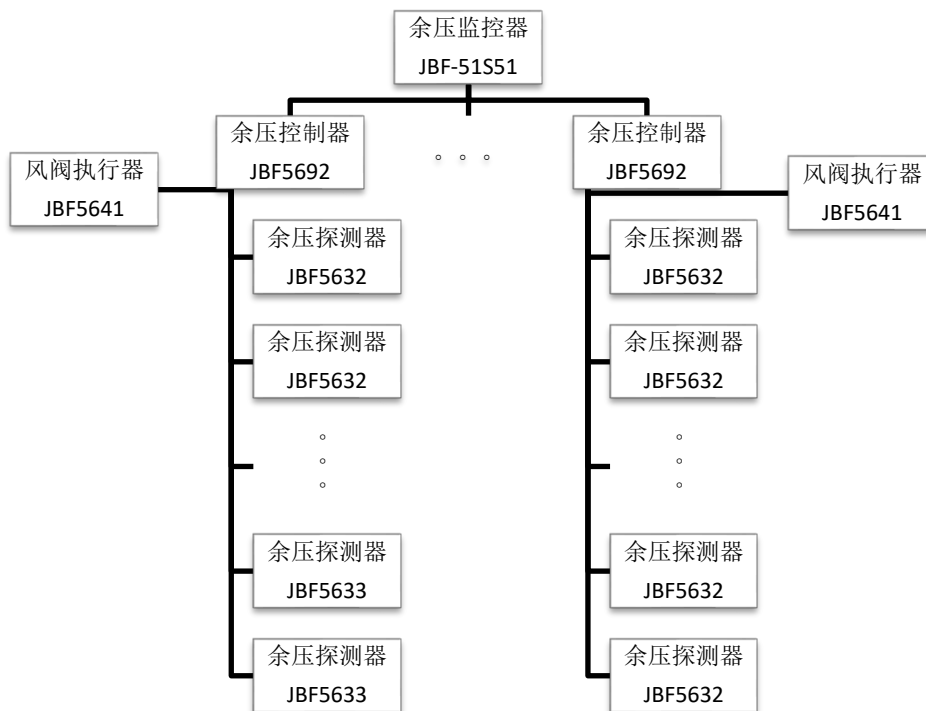 余压监控器
JBF-51S51
余压控制器
JBF5692
。。。
余压控制器
JBF5692
风阀执行器
JBF5641
风阀执行器
JBF5641
余压探测器
JBF5632
余压探测器
JBF5632
余压探测器
JBF5632
余压探测器
JBF5632
。
。
。
。
。
。
余压探测器
JBF5633
余压探测器
JBF5632
余压探测器
JBF5633
余压探测器
JBF5632